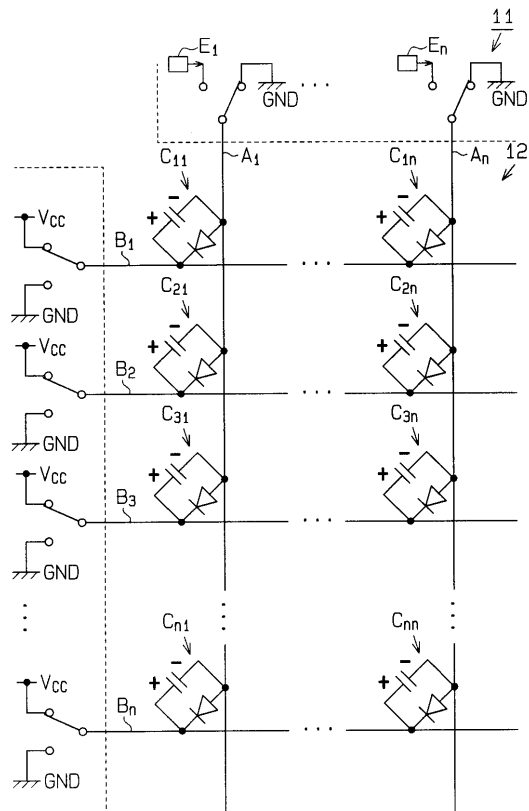 11
E1 En
GND ... GND
A1 An
12
C11 C1n
− −
+ +
VCC
B1
...
GND
C21 C2n
− −
+ +
VCC
B2
...
GND
C31 C3n
− −
+ +
VCC
B3
...
GND
Cn1 Cnn
− −
+ +
VCC
Bn
...
GND